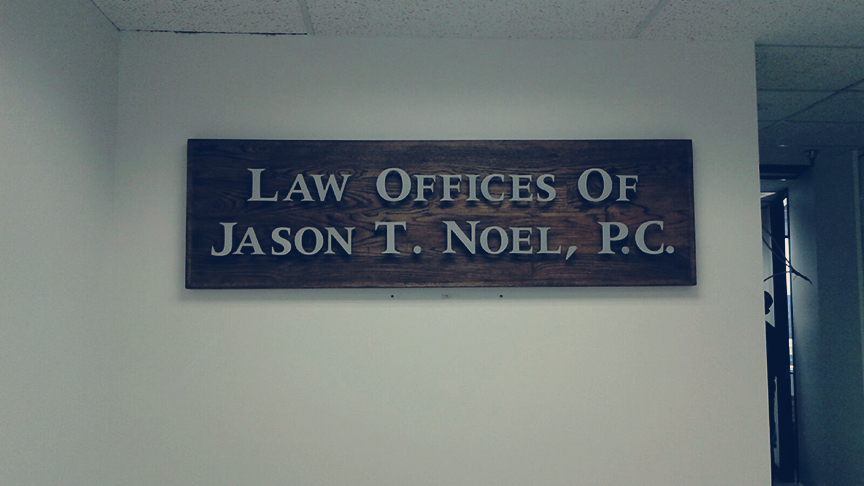 LAW OFFICES OF
JASON T. NOEL, P.C.